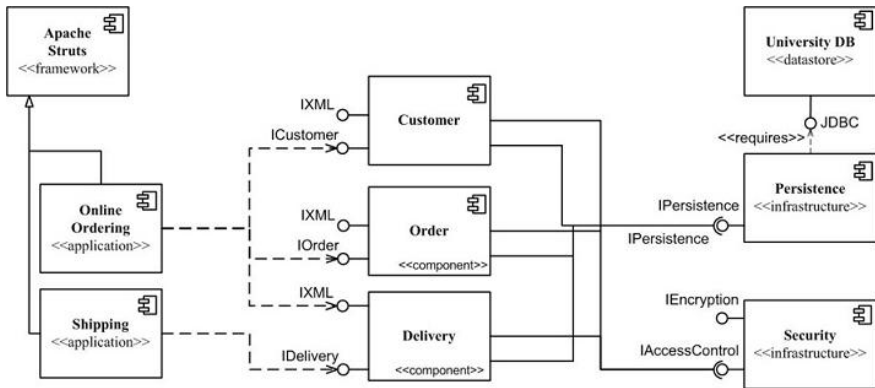 Apache
Struts
<<framework>>
University DB
<<datastore>>
JDBC
<<requires>>
IXML
Customer
ICustomer
Online
Ordering
<<application>>
IXML
Order
IOrder
<<component>>
IPersistence
IPersistence
Persistence
<<infrastructure>>
Shipping
<<application>>
IXML
Delivery
IDelivery
<<component>>
IEncryption
IAccessControl
Security
<<infrastructure>>